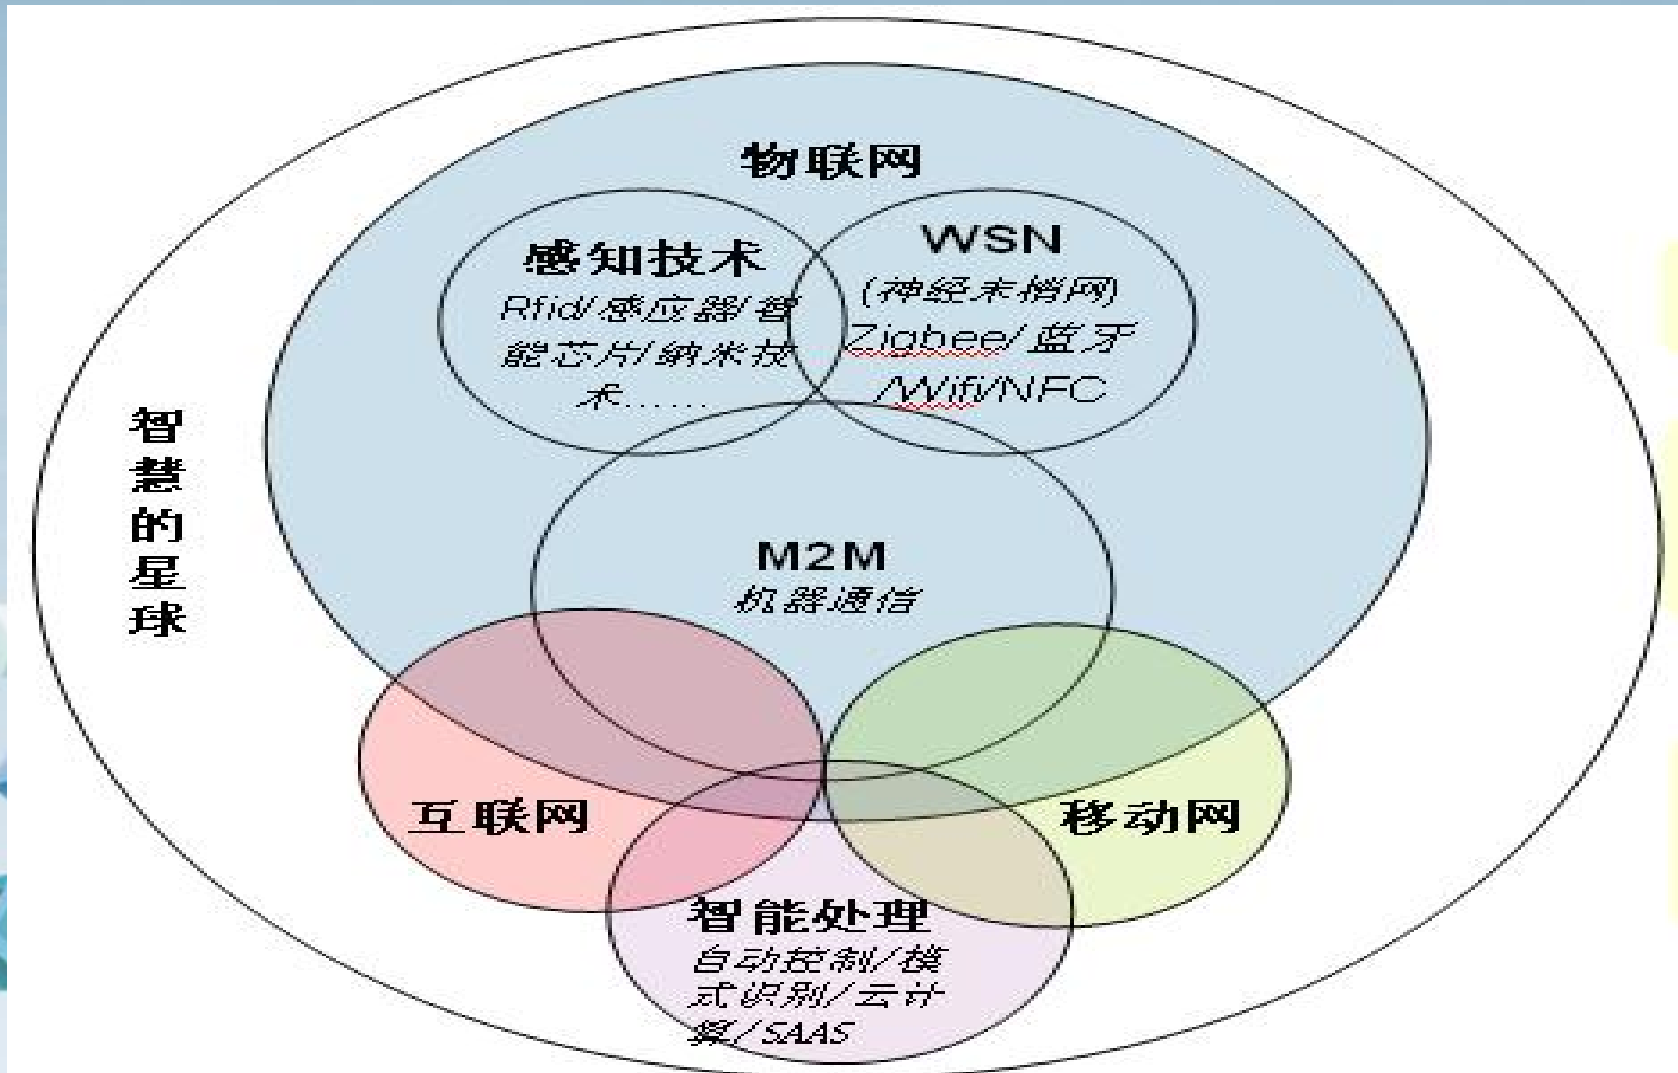 物联网
感知技术
Rfid/感应器/智
能芯片/纳米技
术……
WSN
(神经末梢网)
Zigbee/蓝牙
/Wifi/NFC
智
慧
的
星
球
M2M
机器通信
互联网
移动网
智能处理
自动控制/模
式识别/云计
算/SAAS